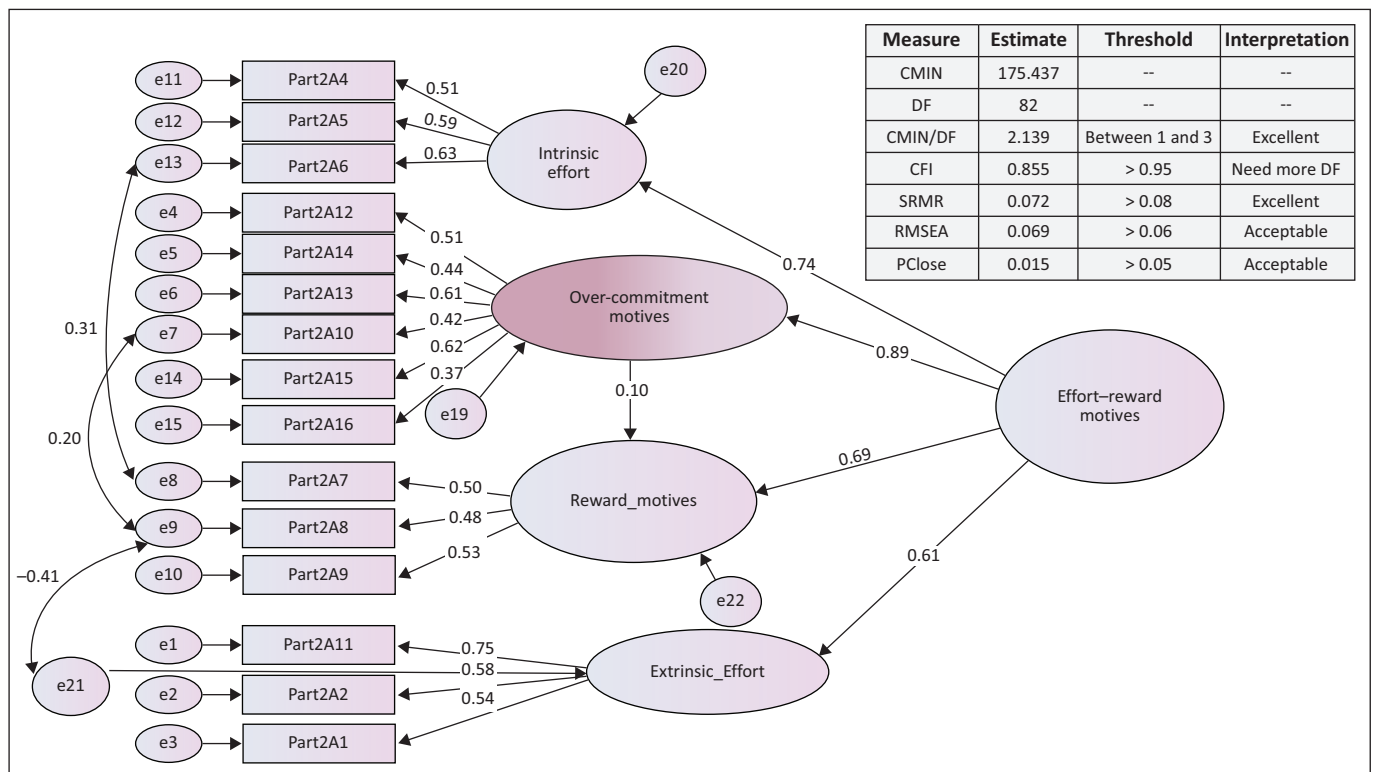 Measure Estimate Threshold Interpretation
CMIN 175.437 -- --
DF 82 -- --
CMIN/DF 2.139 Between 1 and 3 Excellent
CFI 0.855 > 0.95 Need more DF
SRMR 0.072 > 0.08 Excellent
RMSEA 0.069 > 0.06 Acceptable
PClose 0.015 > 0.05 Acceptable
e11 Part2A4
e12 Part2A5
e13 Part2A6
e4 Part2A12
e5 Part2A14
e6 Part2A13
e7 Part2A10
e14 Part2A15
e15 Part2A16
e8 Part2A7
e9 Part2A8
e10 Part2A9
e1 Part2A11
e2 Part2A2
e3 Part2A1
0.31
0.20
–0.41
e21
0.51
0.59
0.63
e20
Intrinsic
effort
0.51
0.44
0.61
0.42
0.62
0.37
e19
Over-commitment
motives
0.10
0.50
0.48
0.53
Reward_motives
e22
0.75
0.58
0.54
Extrinsic_Effort
0.74
0.89
0.69
0.61
Effort–reward
motives